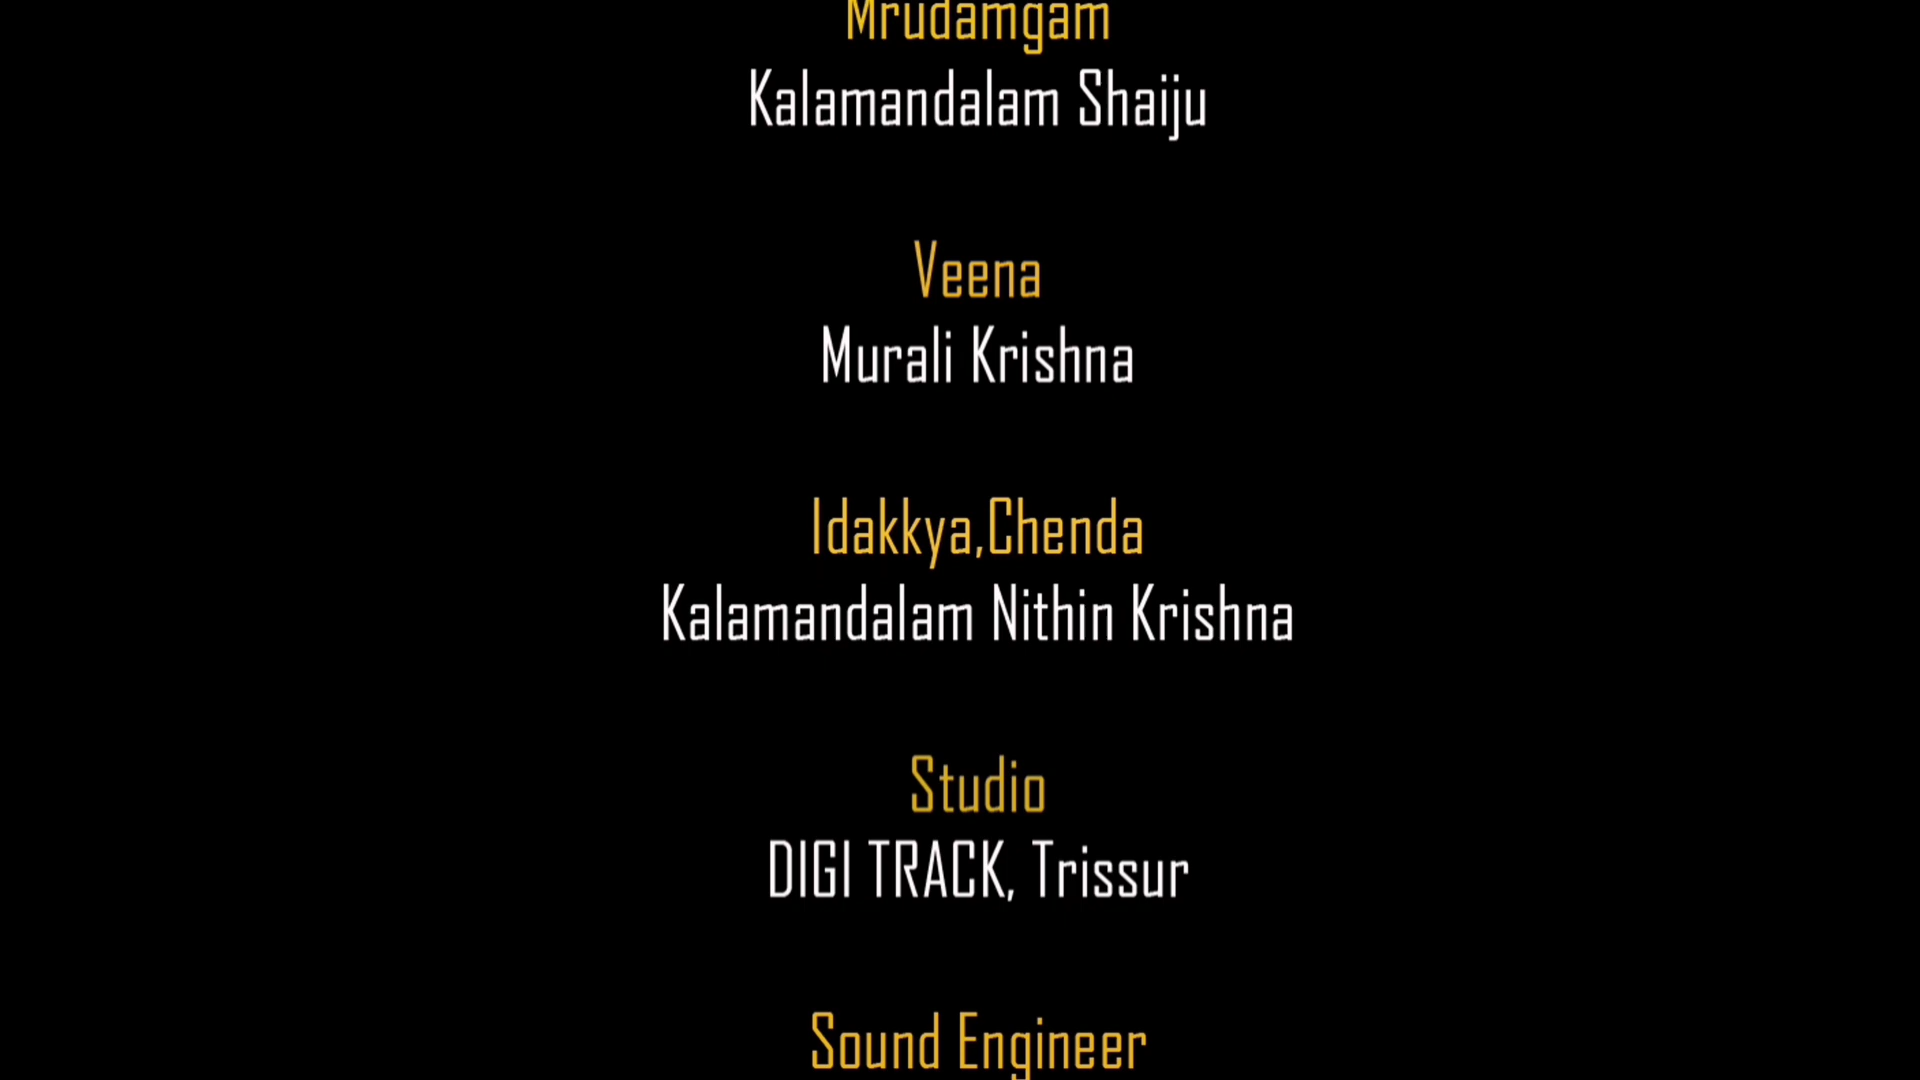 Mrudamgam
Kalamandalam Shaiju
Veena
Murali Krishna
Idakkya,Chenda
Kalamandalam Nithin Krishna
Studio
DIGI TRACK, Trissur
Sound Engineer